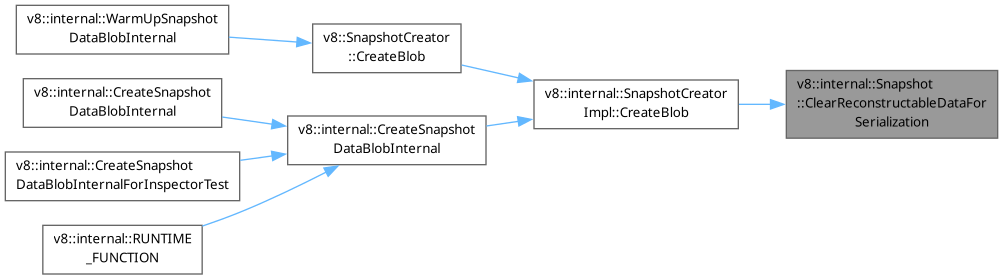 v8::internal::WarmUpSnapshot
DataBlobInternal
v8::SnapshotCreator
::CreateBlob
v8::internal::CreateSnapshot
DataBlobInternal
v8::internal::CreateSnapshot
DataBlobInternalForInspectorTest
v8::internal::RUNTIME
_FUNCTION
v8::internal::CreateSnapshot
DataBlobInternal
v8::internal::SnapshotCreator
Impl::CreateBlob
v8::internal::Snapshot
::ClearReconstructableDataFor
Serialization